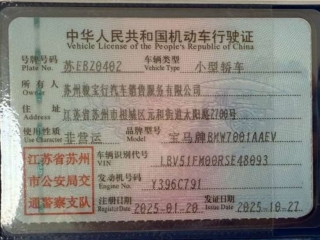 中华人民共和国机动车行驶证
Vehicle License of the People's Republic of China
号牌号码 苏EBZ0402 车辆类型 小型轿车
Plate No. Vehicle Type
所有人 苏州骏宝行汽车销售服务有限公司
Owner
住址 江苏省苏州市相城区元和街道太阳路2700号
Address
使用性质 非营运 品牌型号 宝马牌BMW7001AAEV
Use Character Model
江苏省苏州
市公安局交
通警察支队
车辆识别代号 LBV51FM00RSE48093
VIN
发动机号码 Y396C791
Engine No.
注册日期 2025-01-20 发证日期 2025-10-27
Register Date Issue Date